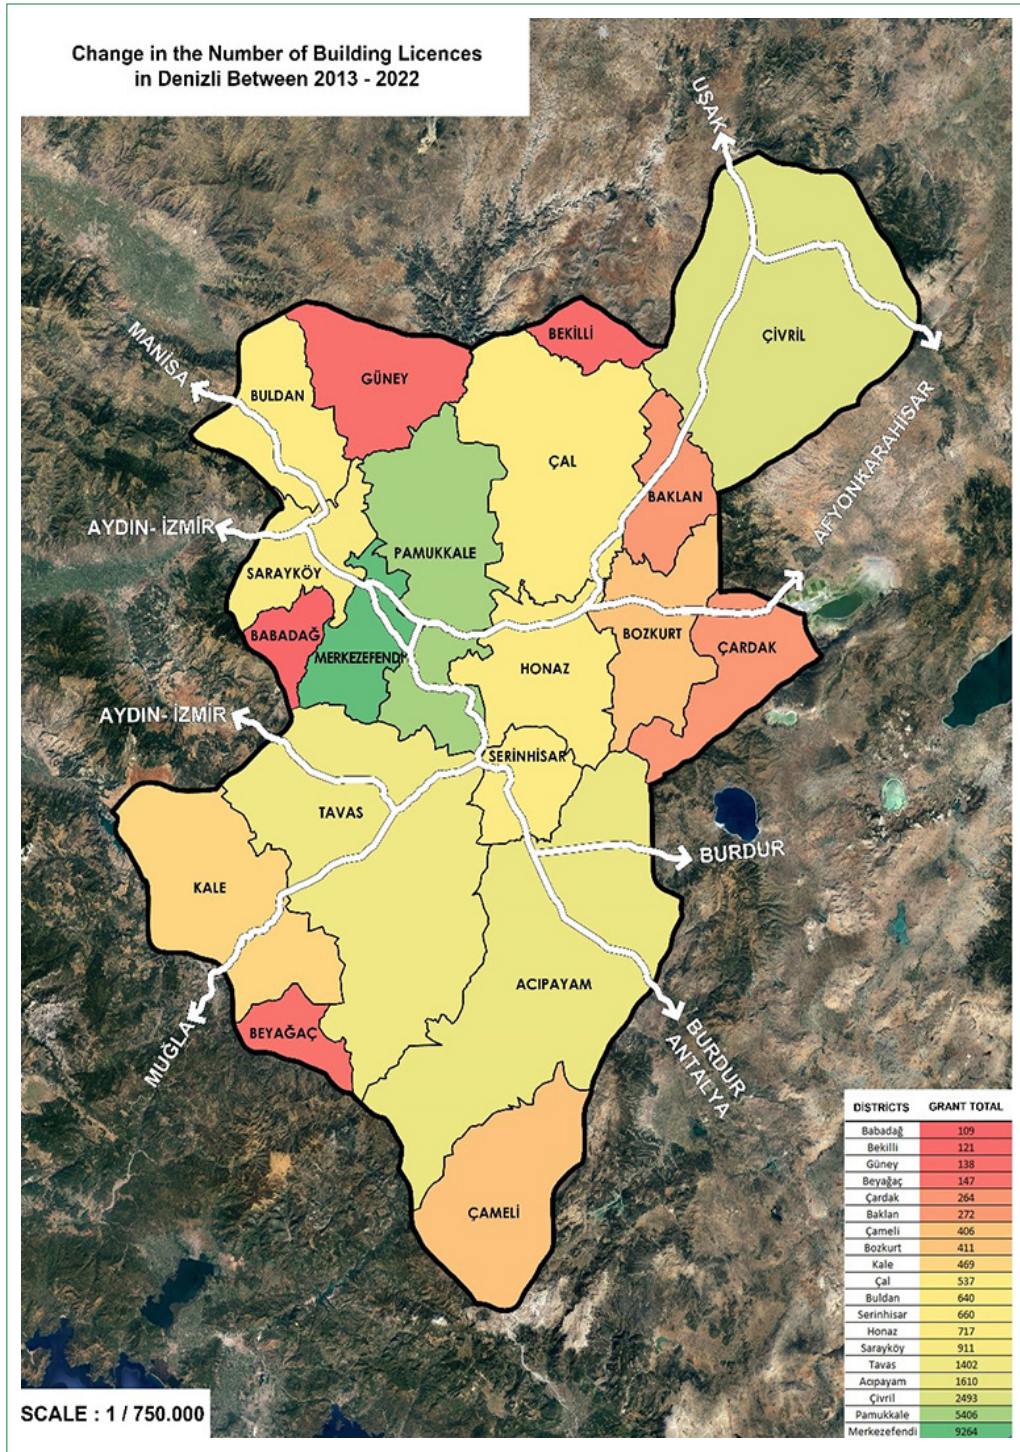 Change in the Number of Building Licences
in Denizli Between 2013 - 2022
UŞAK
ÇİVRİL
BEKİLLİ
MANİSA
GÜNEY
BULDAN
AFYONKARAHİSAR
ÇAL
BAKLAN
AYDIN- İZMİR
PAMUKKALE
SARAYKÖY
BABADAĞ
BOZKURT
ÇARDAK
MERKEZEFENDİ
HONAZ
AYDIN- İZMİR
SERİNHİSAR
TAVAS
BURDUR
KALE
ACIPAYAM
BEYAĞAÇ
MUĞLA
BURDUR
ANTALYA
ÇAMELİ
DİSTRİCTS GRANT TOTAL
Babadağ 109
Bekilli 121
Güney 138
Beyağaç 147
Çardak 264
Baklan 272
Çameli 406
Bozkurt 411
Kale 469
Çal 537
Buldan 640
Serinhisar 660
Honaz 717
Sarayköy 911
Tavas 1402
Acıpayam 1610
Çivril 2493
Pamukkale 5406
Merkezefendi 9264
SCALE : 1 / 750.000